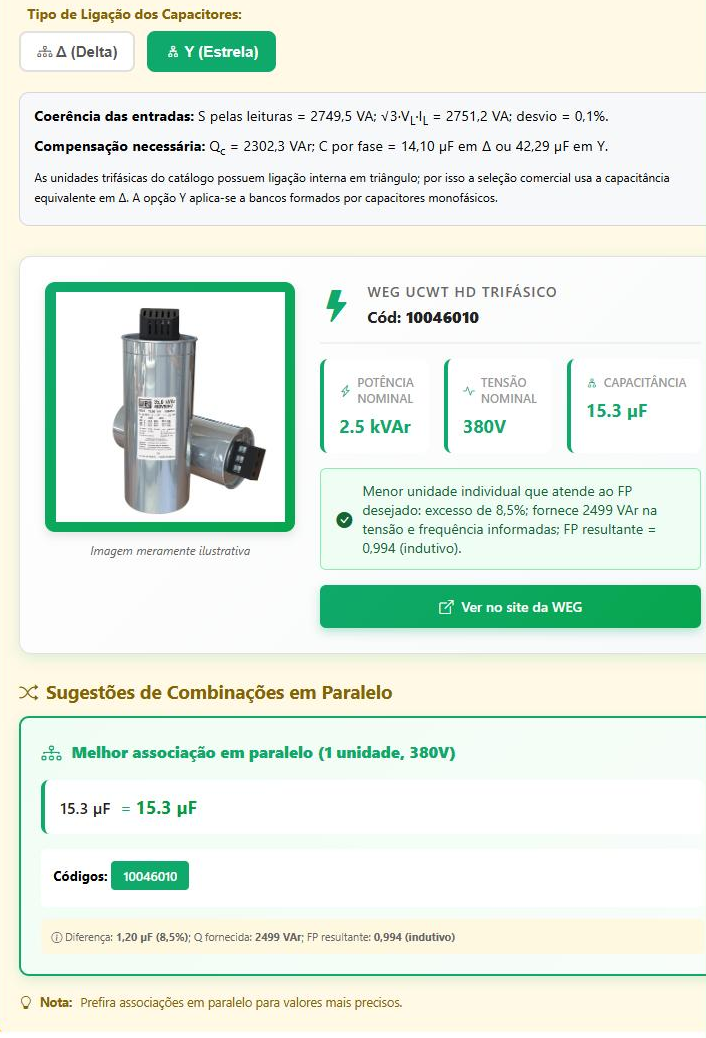 Tipo de Ligação dos Capacitores:
Δ (Delta)
Y (Estrela)
Coerência das entradas: S pelas leituras = 2749,5 VA; √3·V_L·I_L = 2751,2 VA; desvio = 0,1%.
Compensação necessária: Q_c = 2302,3 VAr; C por fase = 14,10 µF em Δ ou 42,29 µF em Y.
As unidades trifásicas do catálogo possuem ligação interna em triângulo; por isso a seleção comercial usa a capacitância
equivalente em Δ. A opção Y aplica-se a bancos formados por capacitores monofásicos.
WEG UCWT HD TRIFÁSICO
Cód: 10046010
POTÊNCIA
NOMINAL
2.5 kVAr
TENSÃO
NOMINAL
380V
CAPACITÂNCIA
15.3 µF
Menor unidade individual que atende ao FP
desejado: excesso de 8,5%; fornece 2499 VAr na
tensão e frequência informadas; FP resultante =
0,994 (indutivo).
Imagem meramente ilustrativa
Ver no site da WEG
Sugestões de Combinações em Paralelo
Melhor associação em paralelo (1 unidade, 380V)
15.3 µF = 15.3 µF
Códigos: 10046010
Diferença: 1,20 µF (8,5%); Q fornecida: 2499 VAr; FP resultante: 0,994 (indutivo)
Nota: Prefira associações em paralelo para valores mais precisos.